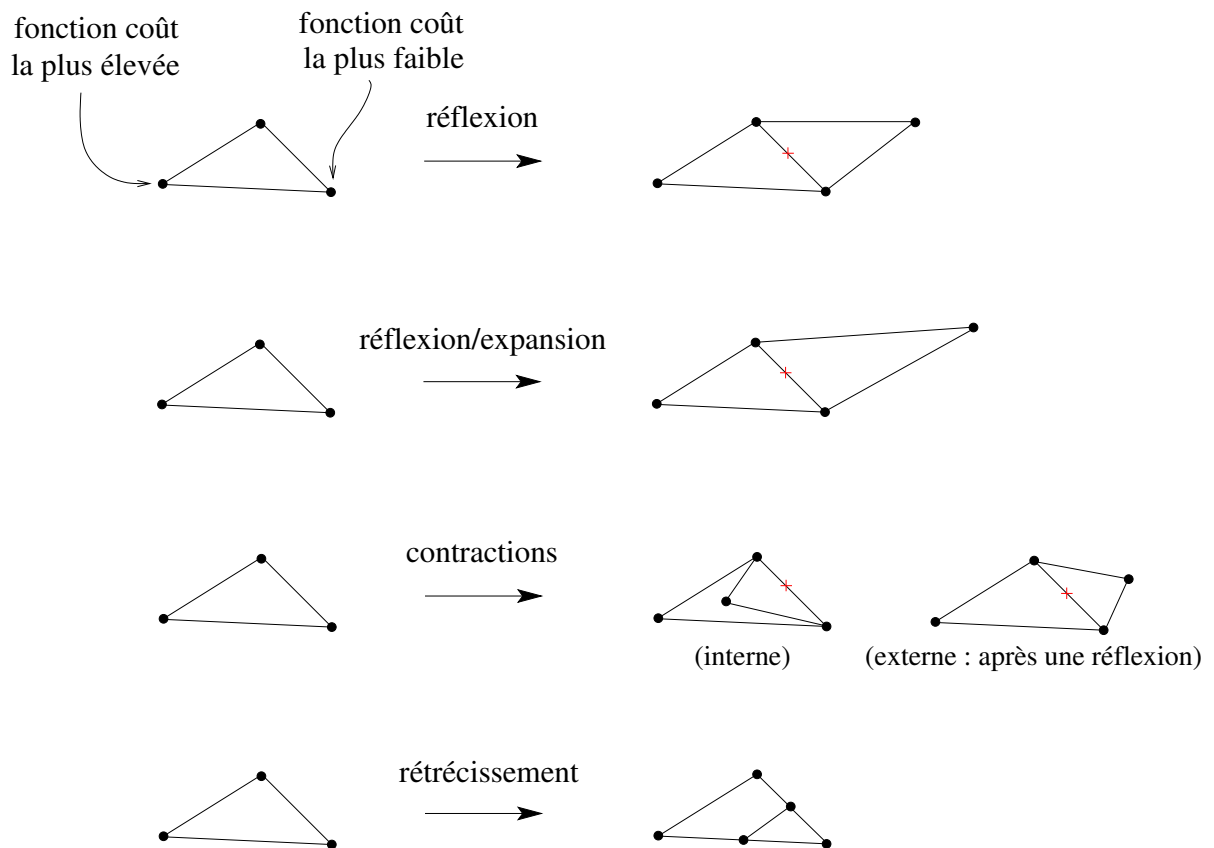 fonction coût
la plus élevée
fonction coût
la plus faible
réflexion
réflexion/expansion
contractions
(interne)
(externe : après une réflexion)
rétrécissement